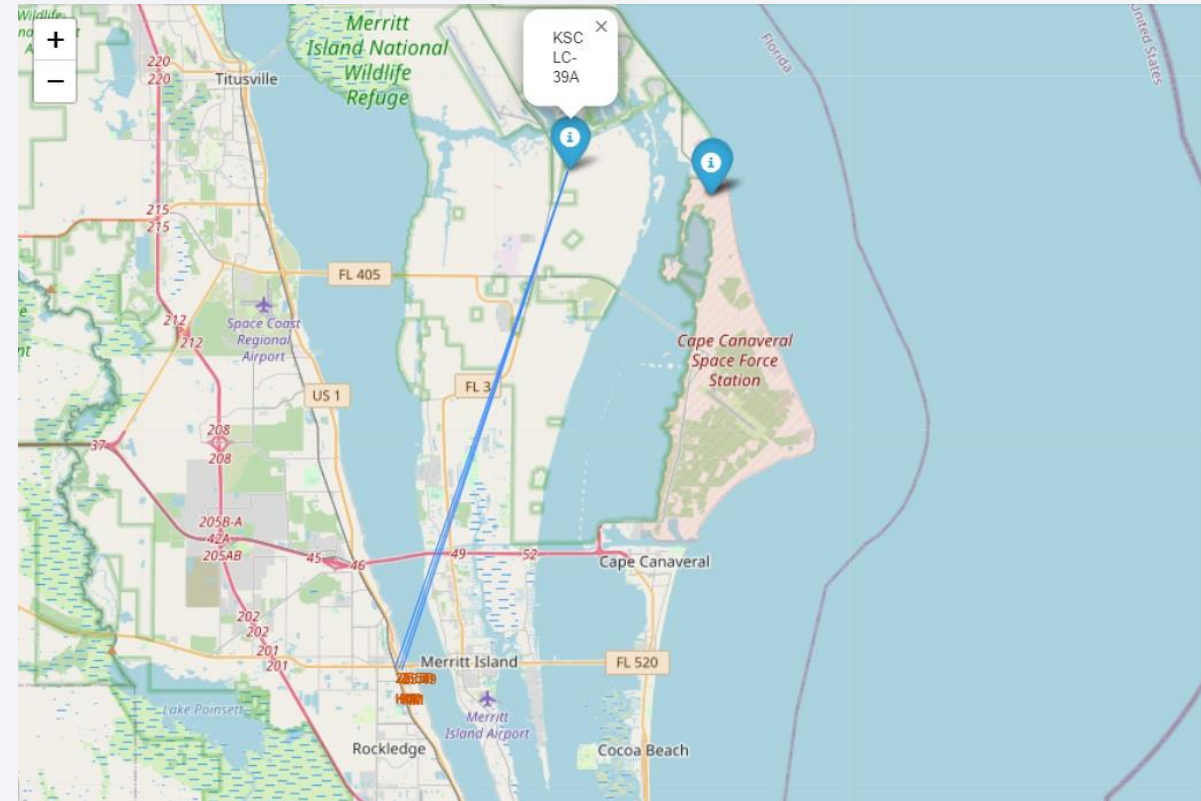 +
−
Wildlife
220
220
Titusville
Merritt
Island National
Wildlife
Refuge
KSC
LC-
39A
×
Florida
United States
215
215
FL 405
212
212
Space Coast
Regional
Airport
US 1
FL 3
Cape Canaveral
Space Force
Station
37
208
208
205B-A
42A
205AB
45
46
49
52
Cape Canaveral
202
202
201
201
Merritt Island
FL 520
Lake Poinsett
Merritt
Island Airport
Rockledge
Cocoa Beach